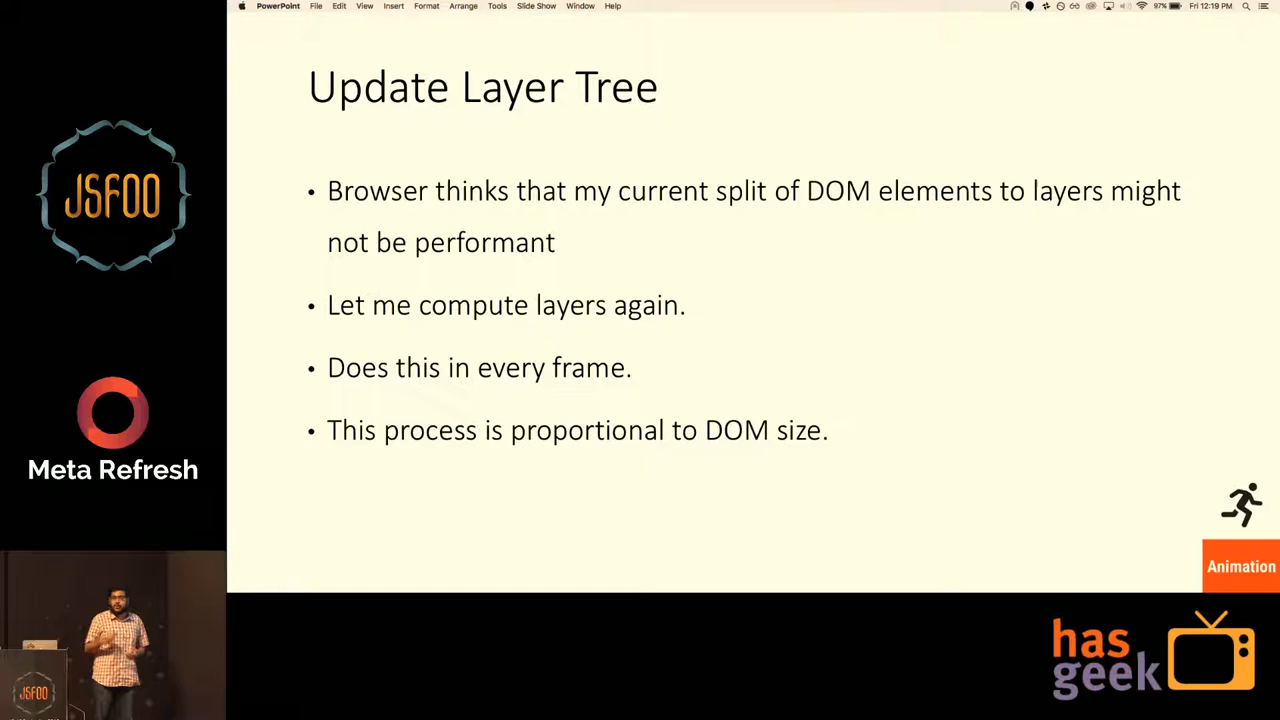 PowerPoint File Edit View Insert Format Arrange Tools Slide Show Window Help 97% Fri 12:19 PM
Update Layer Tree
• Browser thinks that my current split of DOM elements to layers might
not be performant
• Let me compute layers again.
• Does this in every frame.
• This process is proportional to DOM size.
Animation
JSFOO
Meta Refresh
JSFOO
has
geek